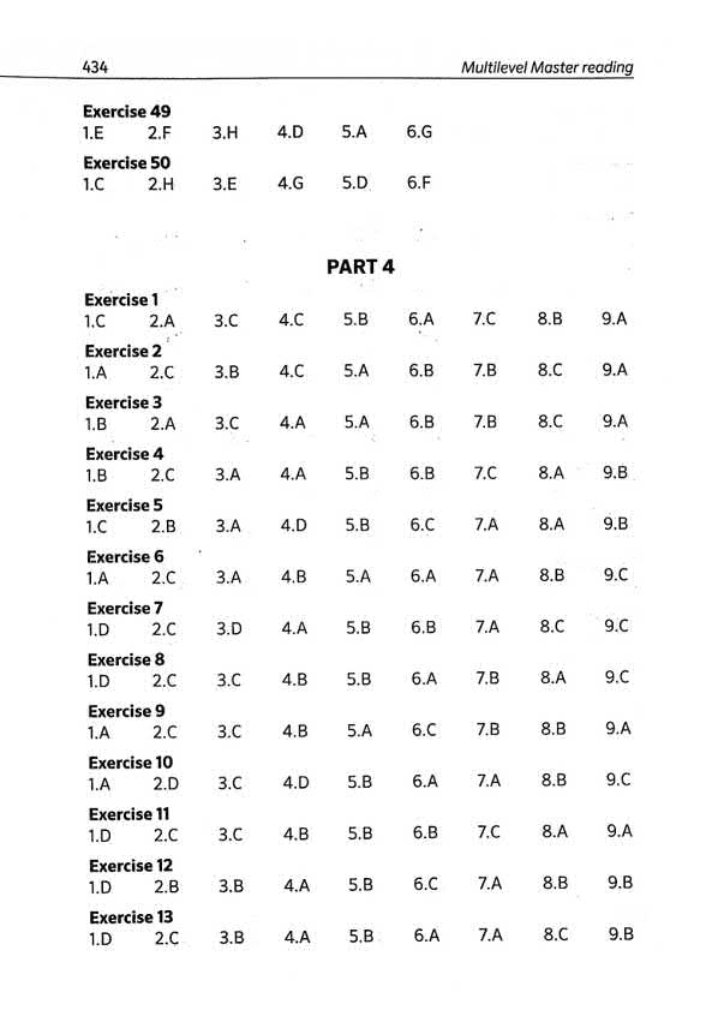 434 Multilevel Master reading
Exercise 49
1.E 2.F 3.H 4.D 5.A 6.G
Exercise 50
1.C 2.H 3.E 4.G 5.D 6.F
PART 4
Exercise 1
1.C 2.A 3.C 4.C 5.B 6.A 7.C 8.B 9.A
Exercise 2
1.A 2.C 3.B 4.C 5.A 6.B 7.B 8.C 9.A
Exercise 3
1.B 2.A 3.C 4.A 5.A 6.B 7.B 8.C 9.A
Exercise 4
1.B 2.C 3.A 4.A 5.B 6.B 7.C 8.A 9.B
Exercise 5
1.C 2.B 3.A 4.D 5.B 6.C 7.A 8.A 9.B
Exercise 6
1.A 2.C 3.A 4.B 5.A 6.A 7.A 8.B 9.C
Exercise 7
1.D 2.C 3.D 4.A 5.B 6.B 7.A 8.C 9.C
Exercise 8
1.D 2.C 3.C 4.B 5.B 6.A 7.B 8.A 9.C
Exercise 9
1.A 2.C 3.C 4.B 5.A 6.C 7.B 8.B 9.A
Exercise 10
1.A 2.D 3.C 4.D 5.B 6.A 7.A 8.B 9.C
Exercise 11
1.D 2.C 3.C 4.B 5.B 6.B 7.C 8.A 9.A
Exercise 12
1.D 2.B 3.B 4.A 5.B 6.C 7.A 8.B 9.B
Exercise 13
1.D 2.C 3.B 4.A 5.B 6.A 7.A 8.C 9.B